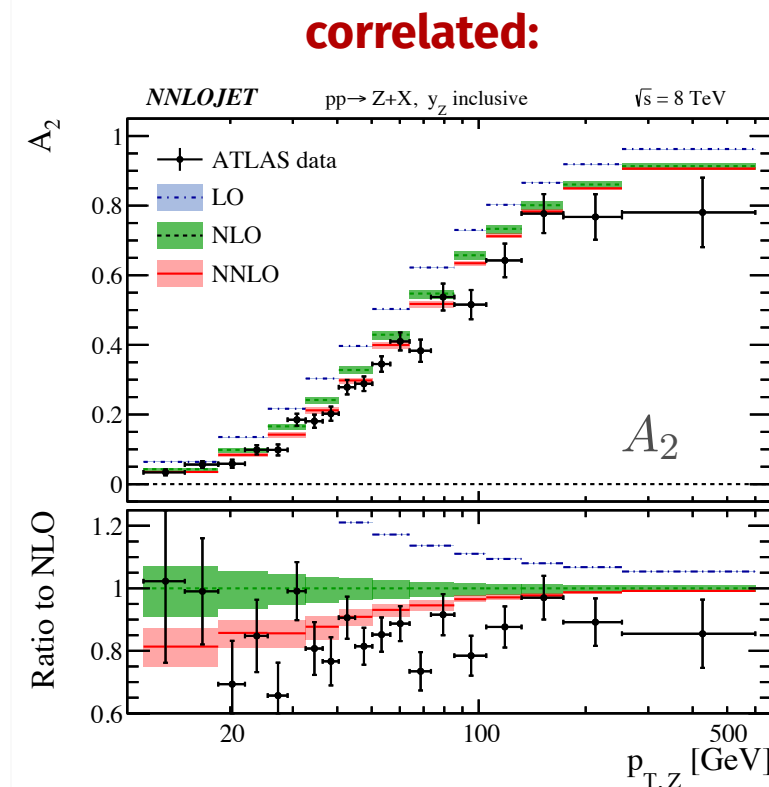 correlated:
NNLOJET pp→ Z+X, y_Z inclusive √s = 8 TeV
A_2
1
0.8
0.6
0.4
0.2
0
ATLAS data
LO
NLO
NNLO
A_2
Ratio to NLO
1.2
1
0.8
0.6
20 100 500
p_{T,Z} [GeV]